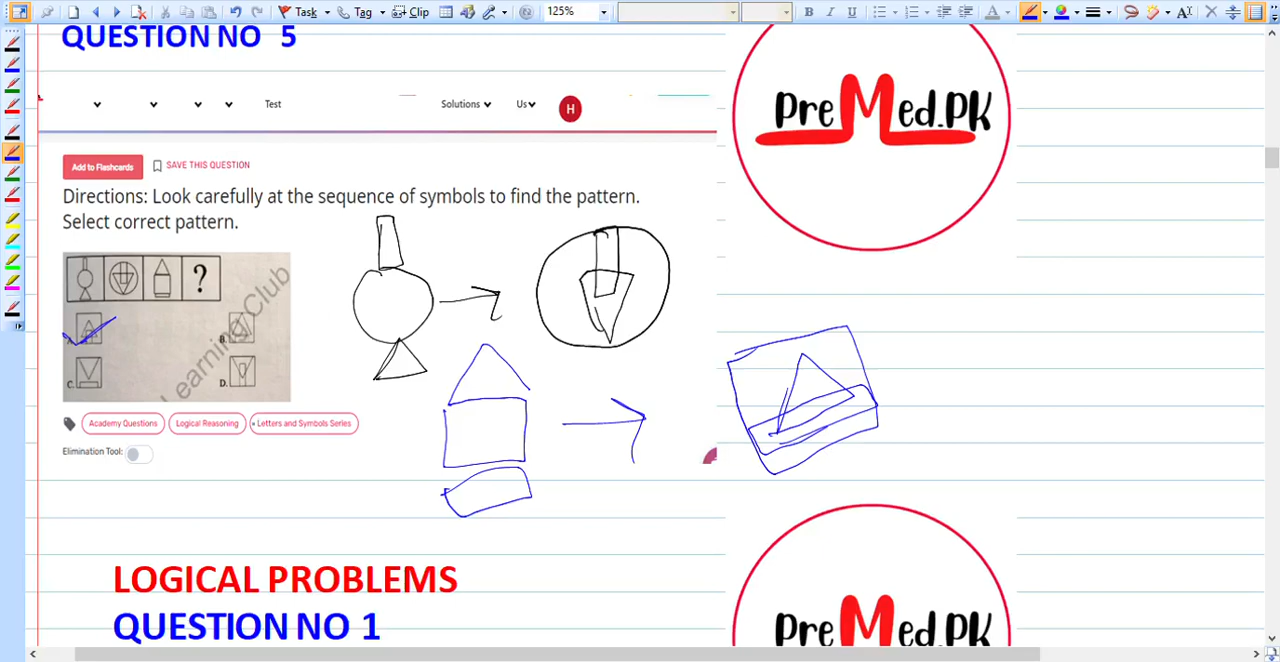 Task
Tag
Clip
125%
B I U
QUESTION NO 5
Test
Solutions
Us
H
Add to Flashcards
SAVE THIS QUESTION
Directions: Look carefully at the sequence of symbols to find the pattern.
Select correct pattern.
?
B.
C.
D.
Learning Club
Academy Questions
Logical Reasoning
Letters and Symbols Series
Elimination Tool:
PreMed.PK
LOGICAL PROBLEMS
QUESTION NO 1
PreMed.PK